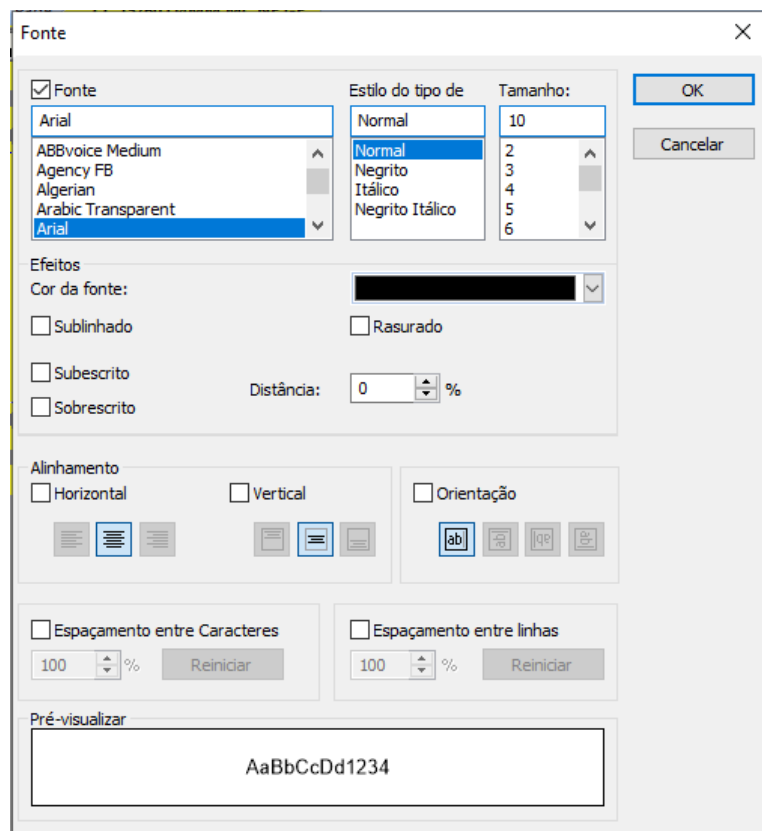 Fonte
Fonte
Estilo do tipo de
Tamanho:
OK
Arial
Normal
10
Cancelar
ABBvoice Medium
Agency FB
Algerian
Arabic Transparent
Arial
Normal
Negrito
Itálico
Negrito Itálico
2
3
4
5
6
Efeitos
Cor da fonte:
Sublinhado
Rasurado
Subescrito
Sobrescrito
Distância:
0
%
Alinhamento
Horizontal
Vertical
Orientação
ab
ab
ab
ab
Espaçamento entre Caracteres
100
%
Reiniciar
Espaçamento entre linhas
100
%
Reiniciar
Pré-visualizar
AaBbCcDd1234